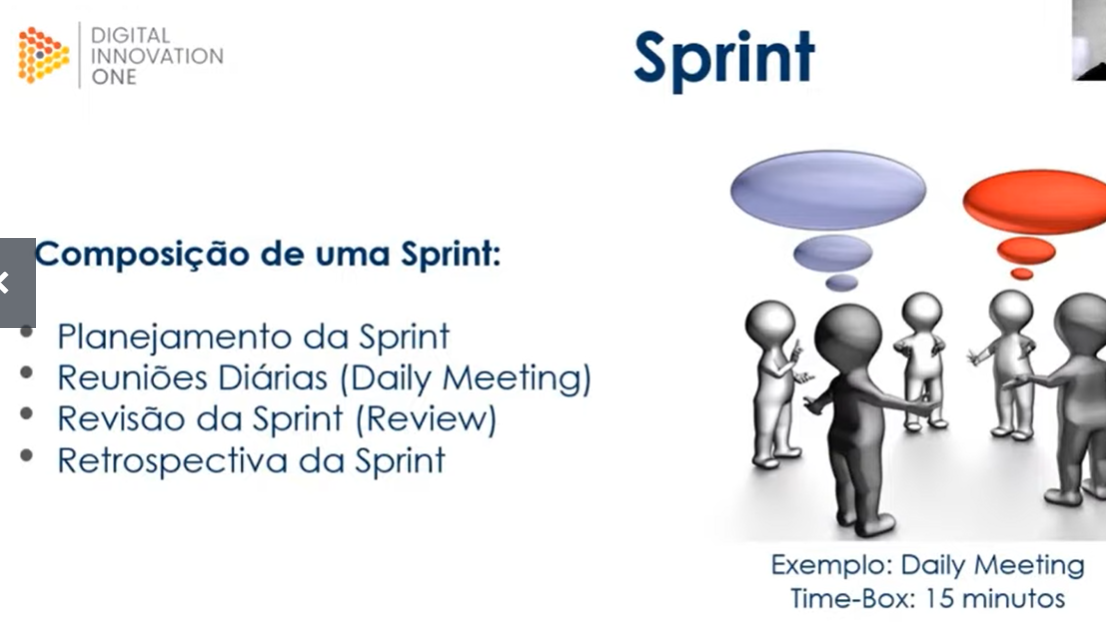 DIGITAL
INNOVATION
ONE
Sprint
Composição de uma Sprint:
• Planejamento da Sprint
• Reuniões Diárias (Daily Meeting)
• Revisão da Sprint (Review)
• Retrospectiva da Sprint
Exemplo: Daily Meeting
Time-Box: 15 minutos